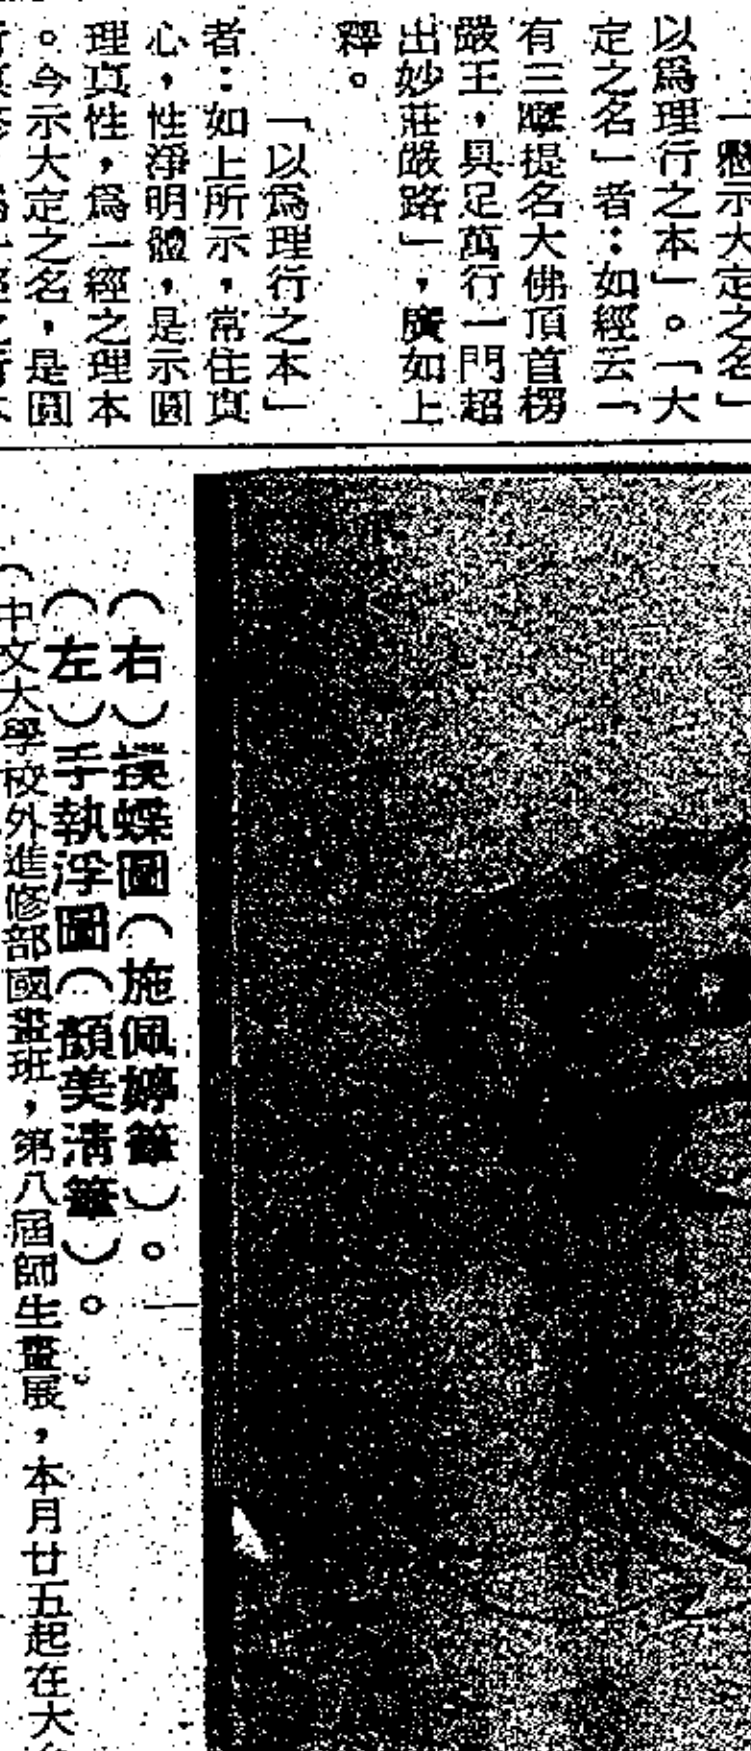 一懸示大定之名」
以爲理行之本」。「大
定之名」者：如經云「
有三摩提名大佛頂首楞
嚴王，具足萬行一門超
出妙莊嚴路」，廣如上
釋。
「以爲理行之本」
者：如上所示，常住真
心，性淨明體，是示圓
理真性，爲一經之理本
。今示大定之名，是圓
（右）撲蝶圖（施佩婷筆）。
（左）手執浮圖（顏美清筆）。
（中文大學校外進修部國畫班，第八屆師生畫展，本月廿五起在大